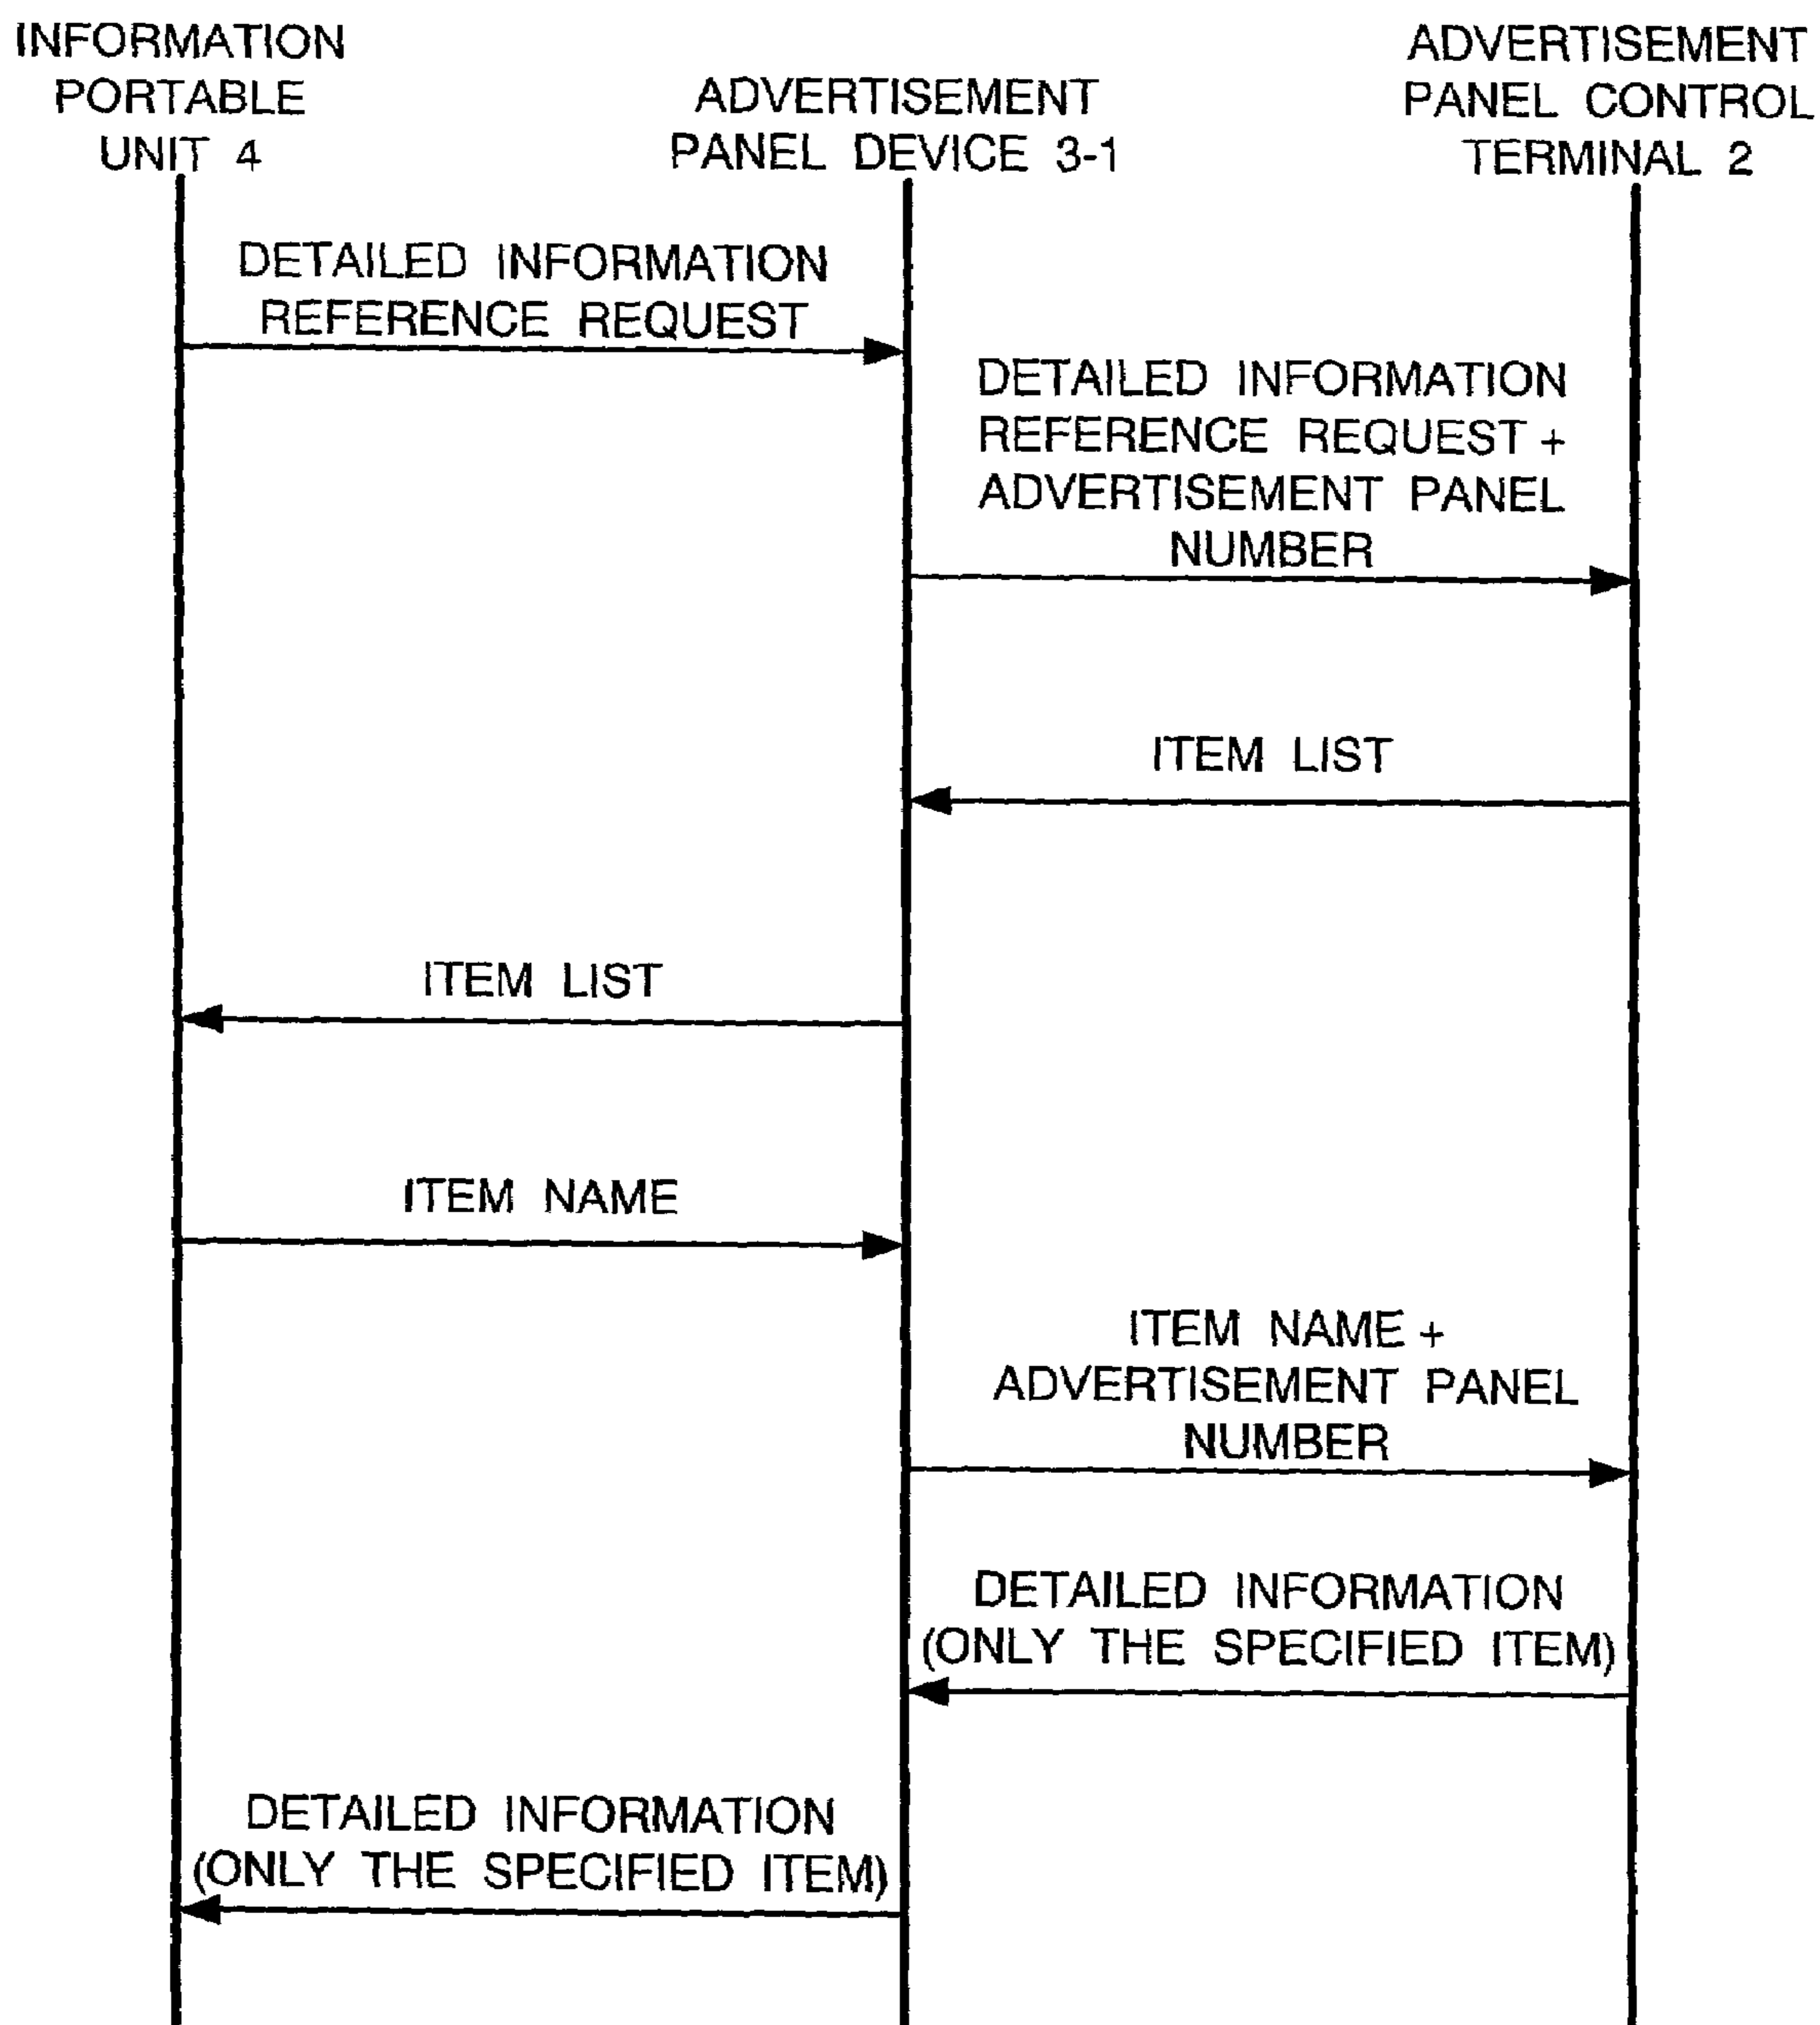 INFORMATION
PORTABLE
UNIT 4
ADVERTISEMENT
PANEL DEVICE 3-1
ADVERTISEMENT
PANEL CONTROL
TERMINAL 2
DETAILED INFORMATION
REFERENCE REQUEST
DETAILED INFORMATION
REFERENCE REQUEST +
ADVERTISEMENT PANEL
NUMBER
ITEM LIST
ITEM LIST
ITEM NAME
ITEM NAME +
ADVERTISEMENT PANEL
NUMBER
DETAILED INFORMATION
(ONLY THE SPECIFIED ITEM)
DETAILED INFORMATION
(ONLY THE SPECIFIED ITEM)